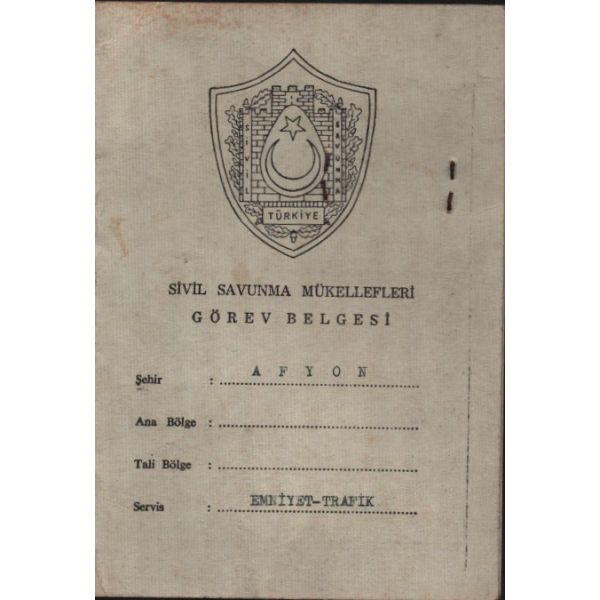 SİVİL SAVUNMA
TÜRKİYE
SİVİL SAVUNMA MÜKELLEFLERİ
GÖREV BELGESİ
Şehir : AFYON
Ana Bölge :
Tali Bölge :
Servis : EMNİYET-TRAFİK